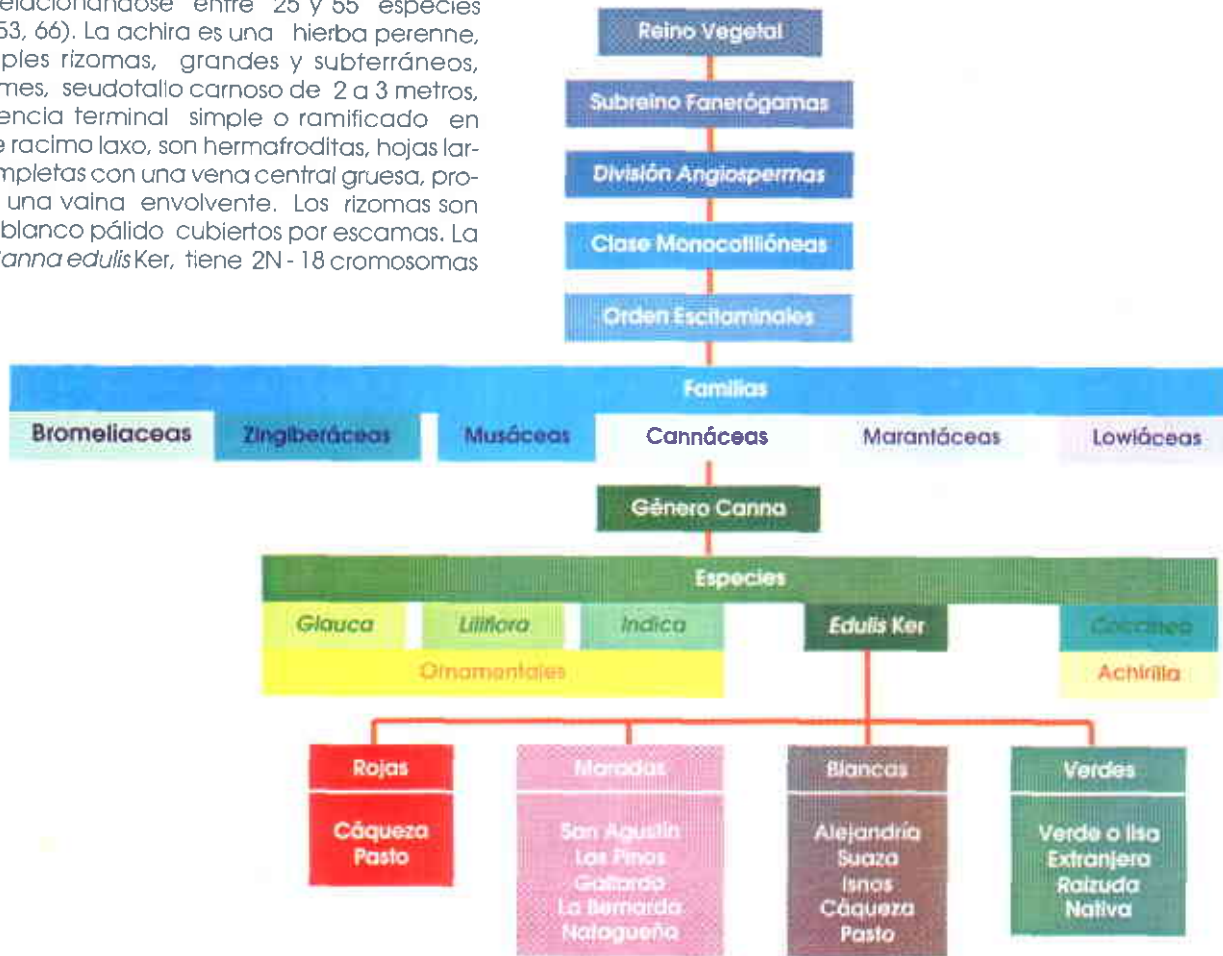 elacionándose entre 25 y 55 especies
53, 66). La achira es una hierba perenne,
ples rizomas, grandes y subterráneos,
mes, seudotallo carnoso de 2 a 3 metros,
encia terminal simple o ramificado en
e racimo laxo, son hermafroditas, hojas lar-
mpletas con una vena central gruesa, pro-
una vaina envolvente. Los rizomas son
blanco pálido cubiertos por escamas. La
anna edulis Ker, tiene 2N - 18 cromosomas
Reino Vegetal
Subreino Fanerógamas
División Angiospermas
Clase Monocotilióneas
Orden Escitaminales
Familias
Bromeliaceas Zingiberáceas Musáceas Cannáceas Marantáceas Lowiáceas
Género Canna
Especies
Glauca Liliflora Indica Edulis Ker Coccinea
Ornamentales Achirilla
Rojas Moradas Blancas Verdes
Cáqueza
Pasto
San Agustín
Los Pinos
Gallarda
La Bernarda
Natagueña
Alejandría
Suaza
Isnos
Cáqueza
Pasto
Verde o lisa
Extranjera
Raizuda
Nativa